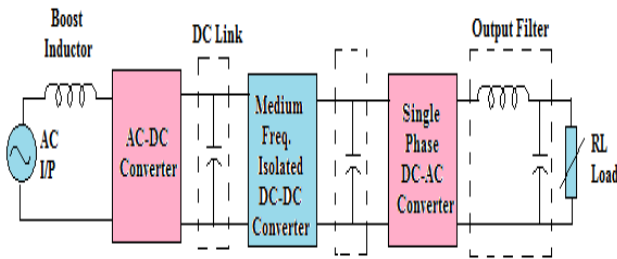 Boost
Inductor
DC Link
Output Filter
AC
I/P
AC-DC
Converter
Medium
Freq.
Isolated
DC-DC
Converter
Single
Phase
DC-AC
Converter
RL
Load